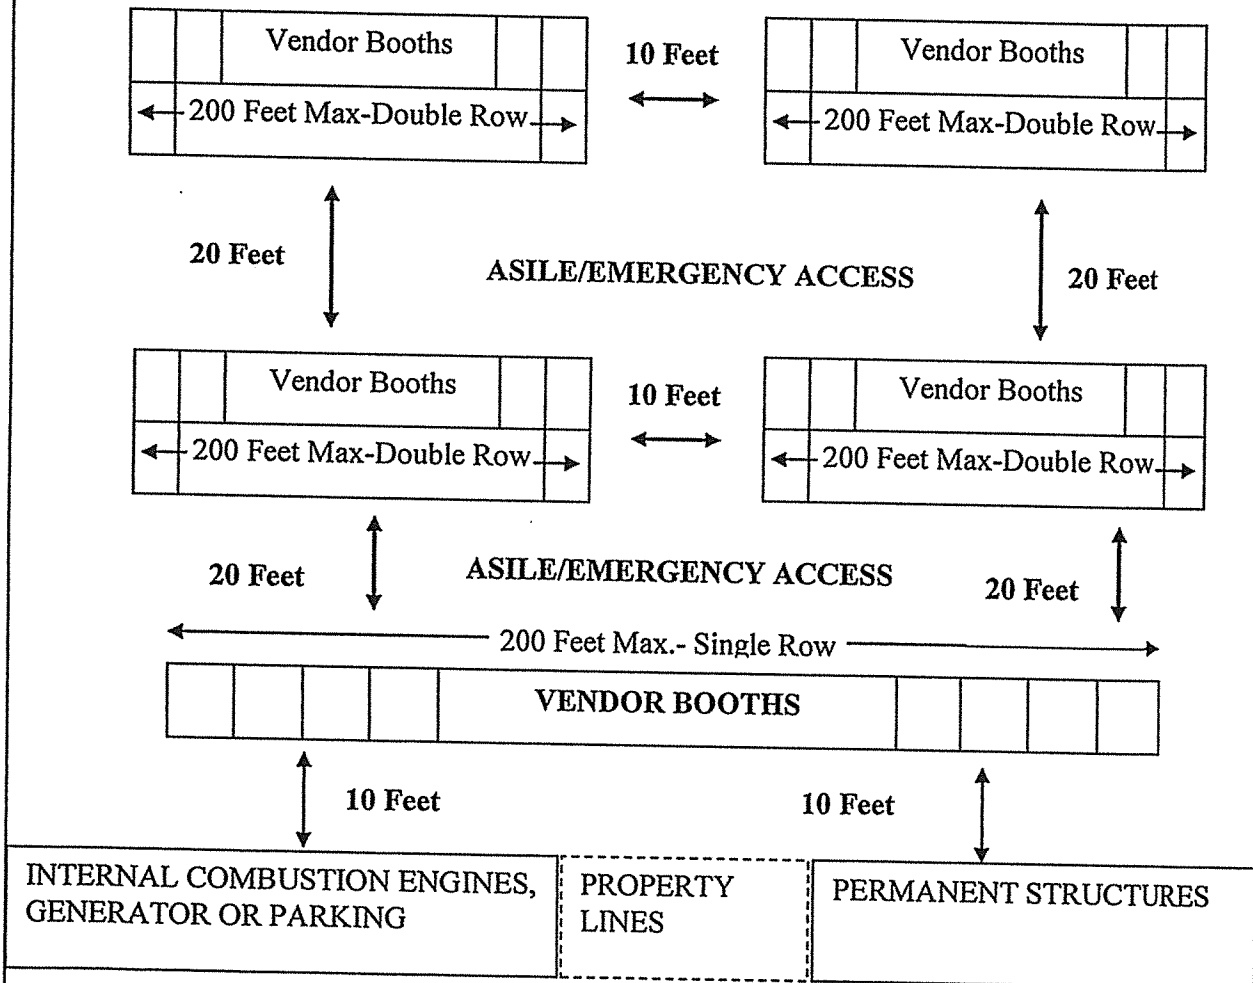 Vendor Booths
10 Feet
Vendor Booths
200 Feet Max-Double Row
200 Feet Max-Double Row
20 Feet
ASILE/EMERGENCY ACCESS
20 Feet
Vendor Booths
10 Feet
Vendor Booths
200 Feet Max-Double Row
200 Feet Max-Double Row
20 Feet
ASILE/EMERGENCY ACCESS
20 Feet
200 Feet Max.- Single Row
VENDOR BOOTHS
10 Feet
10 Feet
INTERNAL COMBUSTION ENGINES,
GENERATOR OR PARKING
PROPERTY
LINES
PERMANENT STRUCTURES